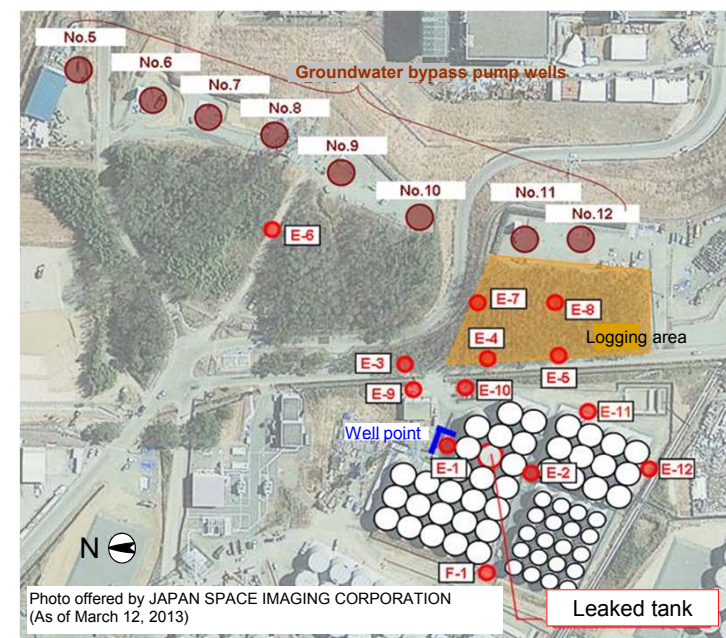 No.5
No.6
No.7
Groundwater bypass pump wells
No.8
No.9
No.10
No.11
No.12
E-6
E-7
E-8
Logging area
E-4
E-3
E-5
E-9
E-10
E-11
Well point
E-1
E-2
E-12
N
F-1
Photo offered by JAPAN SPACE IMAGING CORPORATION
(As of March 12, 2013)
Leaked tank